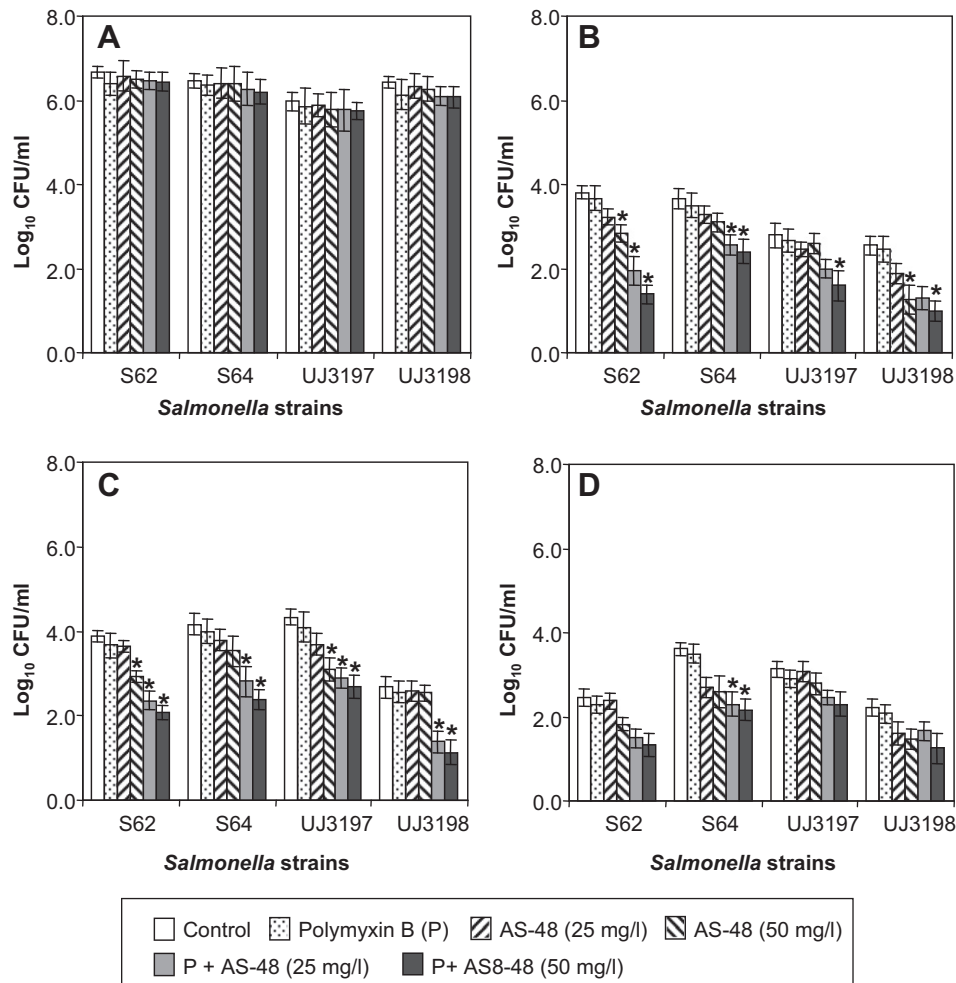 A
8.0
6.0
4.0
2.0
0.0
Log10 CFU/ml
S62 S64 UJ3197 UJ3198
Salmonella strains
B
8.0
6.0
4.0
2.0
0.0
Log10 CFU/ml
* * * * * * * *
S62 S64 UJ3197 UJ3198
Salmonella strains
C
8.0
6.0
4.0
2.0
0.0
Log10 CFU/ml
* * * * * * * * * *
S62 S64 UJ3197 UJ3198
Salmonella strains
D
8.0
6.0
4.0
2.0
0.0
Log10 CFU/ml
* *
S62 S64 UJ3197 UJ3198
Salmonella strains
Control Polymyxin B (P) AS-48 (25 mg/l) AS-48 (50 mg/l)
P + AS-48 (25 mg/l) P+ AS8-48 (50 mg/l)